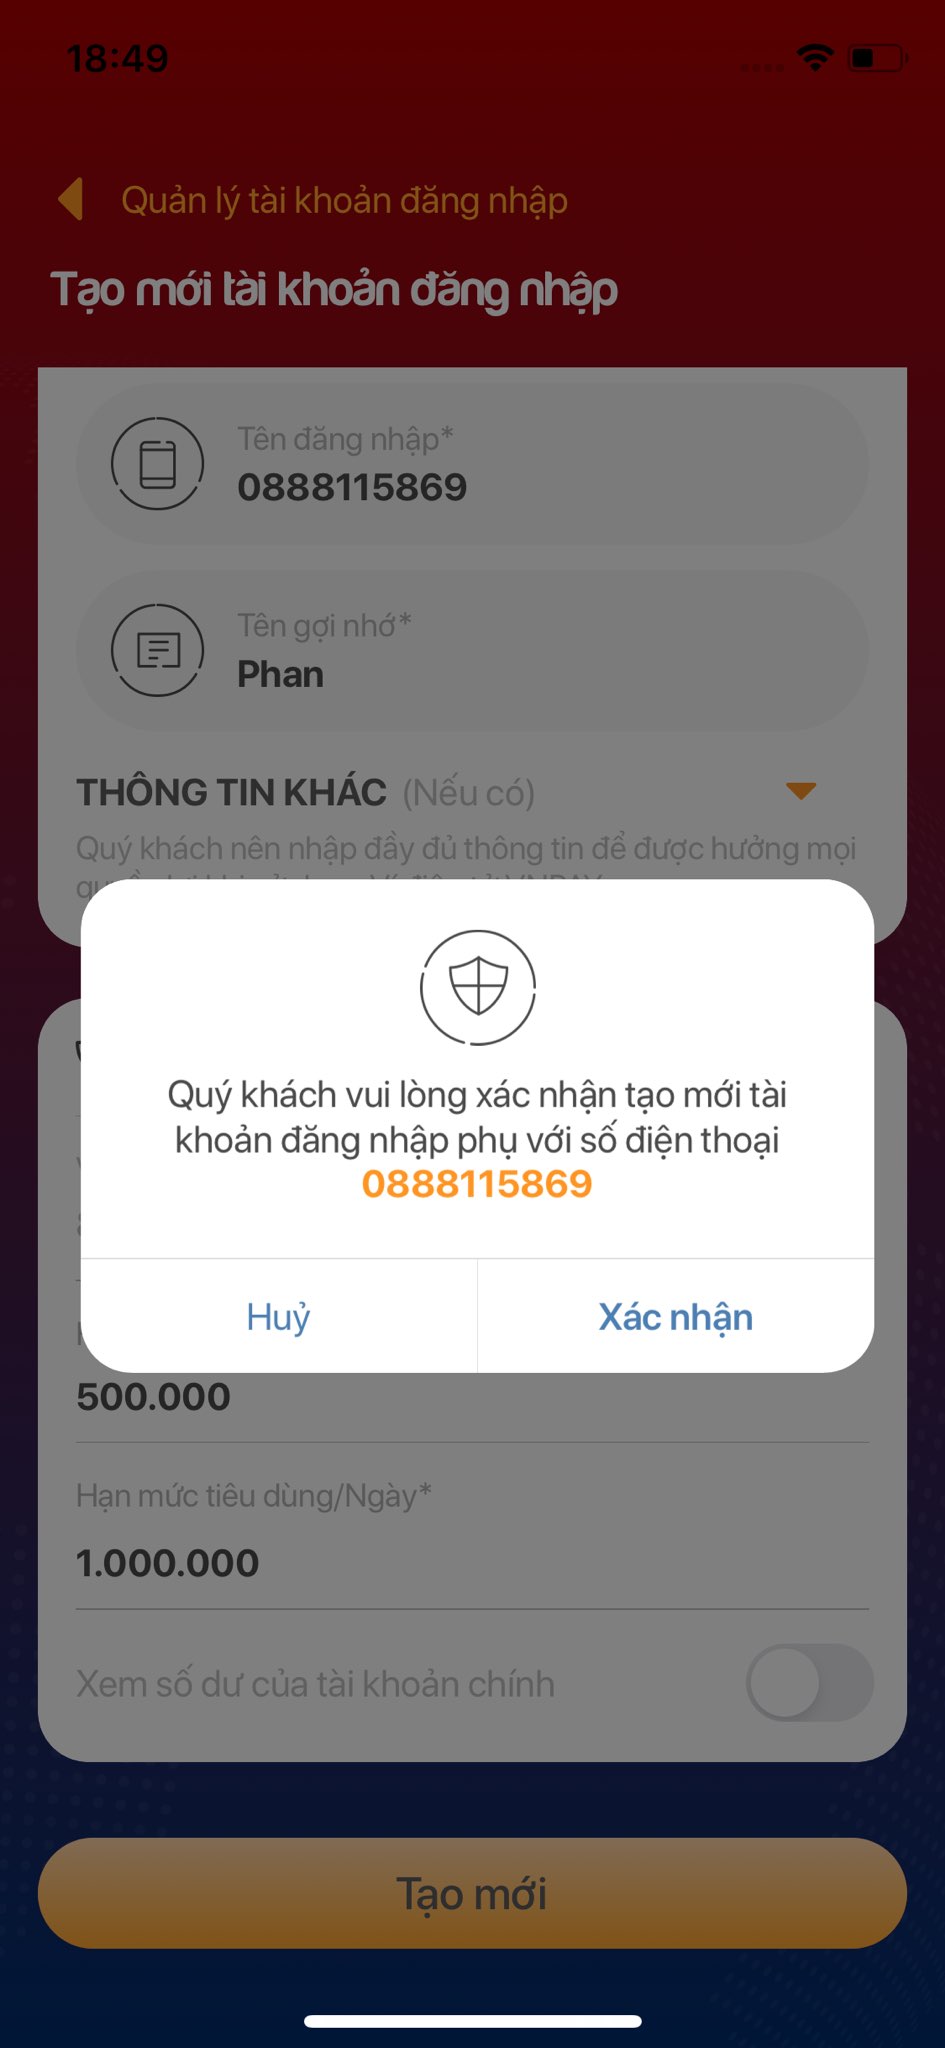 18:49
Quản lý tài khoản đăng nhập
Tạo mới tài khoản đăng nhập
Tên đăng nhập*
0888115869
Tên gợi nhớ*
Phan
THÔNG TIN KHÁC (Nếu có)
Quý khách nên nhập đầy đủ thông tin để được hưởng mọi
Quý khách vui lòng xác nhận tạo mới tài
khoản đăng nhập phụ với số điện thoại
0888115869
Huỷ
Xác nhận
500.000
Hạn mức tiêu dùng/Ngày*
1.000.000
Xem số dư của tài khoản chính
Tạo mới